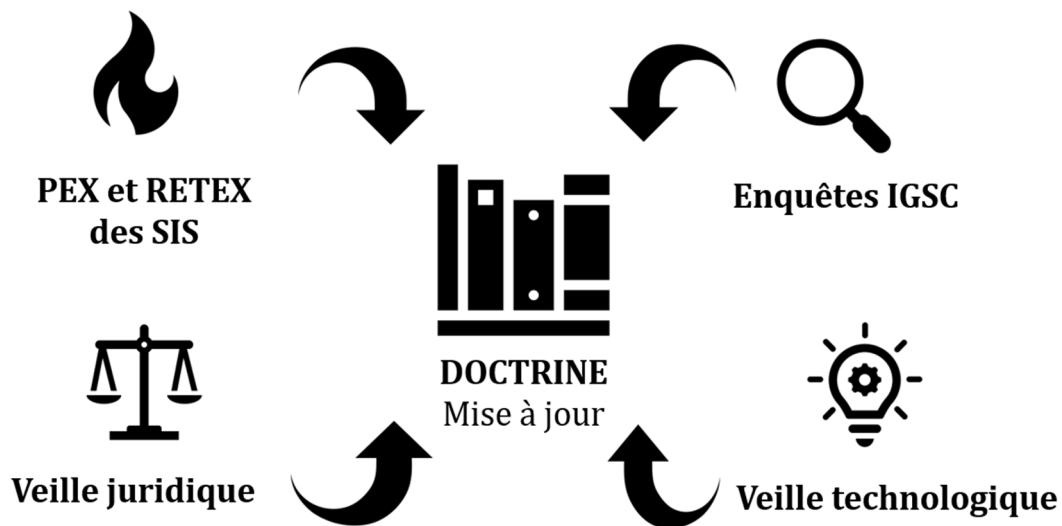 PEX et RETEX
des SIS
Enquêtes IGSC
DOCTRINE
Mise à jour
Veille juridique
Veille technologique